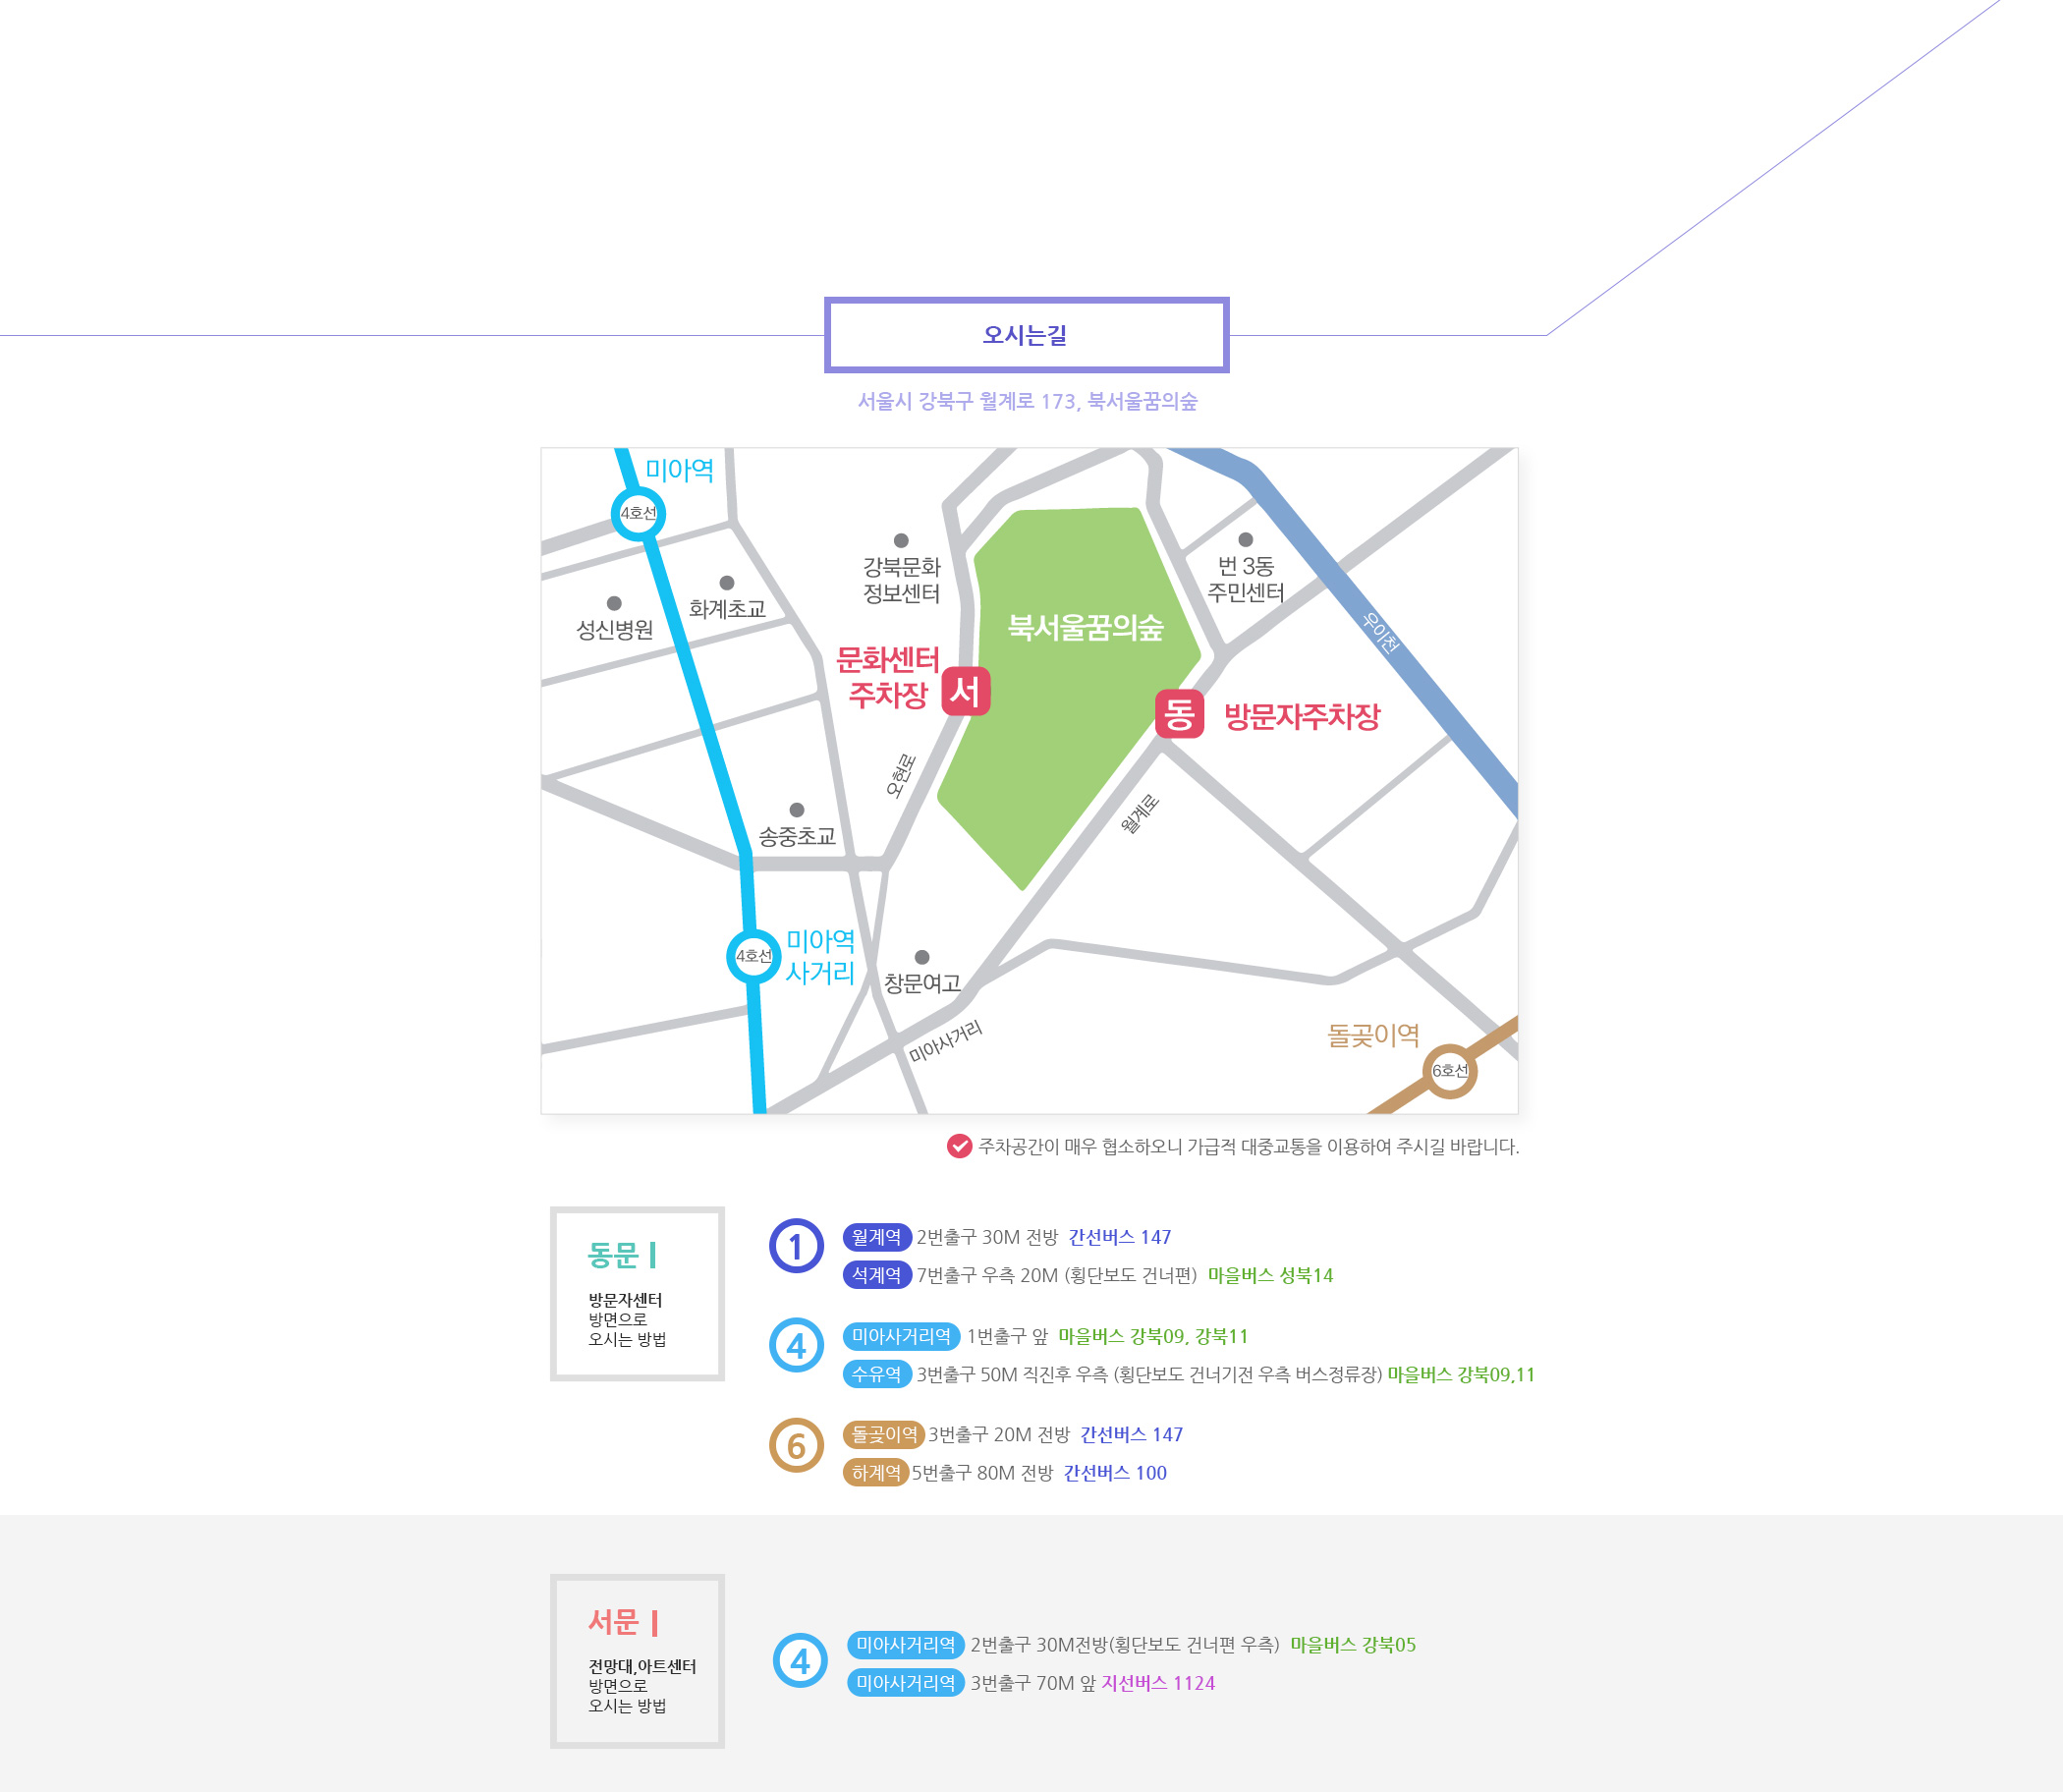 오시는길
서울시 강북구 월계로 173, 북서울꿈의숲
미아역
4호선
강북문화
정보센터
번 3동
주민센터
화계초교
성신병원
북서울꿈의숲
우이천
문화센터
주차장
서
동
방문자주차장
오현로
월계로
송중초교
미아역
사거리
4호선
창문여고
미아사거리
돌곶이역
6호선
주차공간이 매우 협소하오니 가급적 대중교통을 이용하여 주시길 바랍니다.
동문
방문자센터
방면으로
오시는 방법
1
월계역 2번출구 30M 전방 간선버스 147
석계역 7번출구 우측 20M (횡단보도 건너편) 마을버스 성북14
4
미아사거리역 1번출구 앞 마을버스 강북09, 강북11
수유역 3번출구 50M 직진후 우측 (횡단보도 건너기전 우측 버스정류장) 마을버스 강북09,11
6
돌곶이역 3번출구 20M 전방 간선버스 147
하계역 5번출구 80M 전방 간선버스 100
서문
전망대,아트센터
방면으로
오시는 방법
4
미아사거리역 2번출구 30M전방(횡단보도 건너편 우측) 마을버스 강북05
미아사거리역 3번출구 70M 앞 지선버스 1124